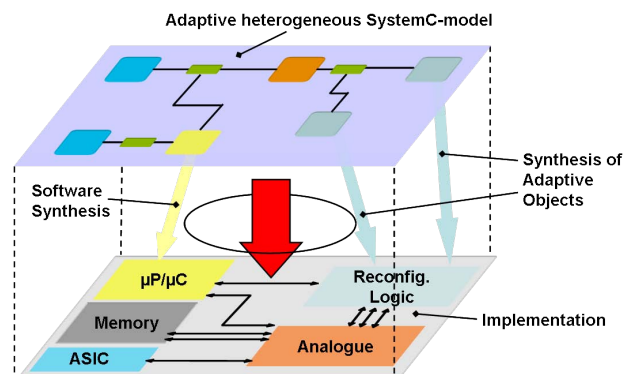 Adaptive heterogeneous SystemC-model
Software
Synthesis
Synthesis of
Adaptive
Objects
µP/µC
Reconfig.
Logic
Memory
Implementation
Analogue
ASIC